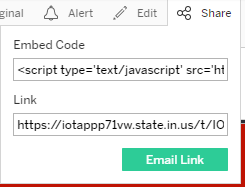 ginal Alert Edit Share
Embed Code
<script type='text/javascript' src='ht
Link
https://iotappp71vw.state.in.us/t/IO
Email Link